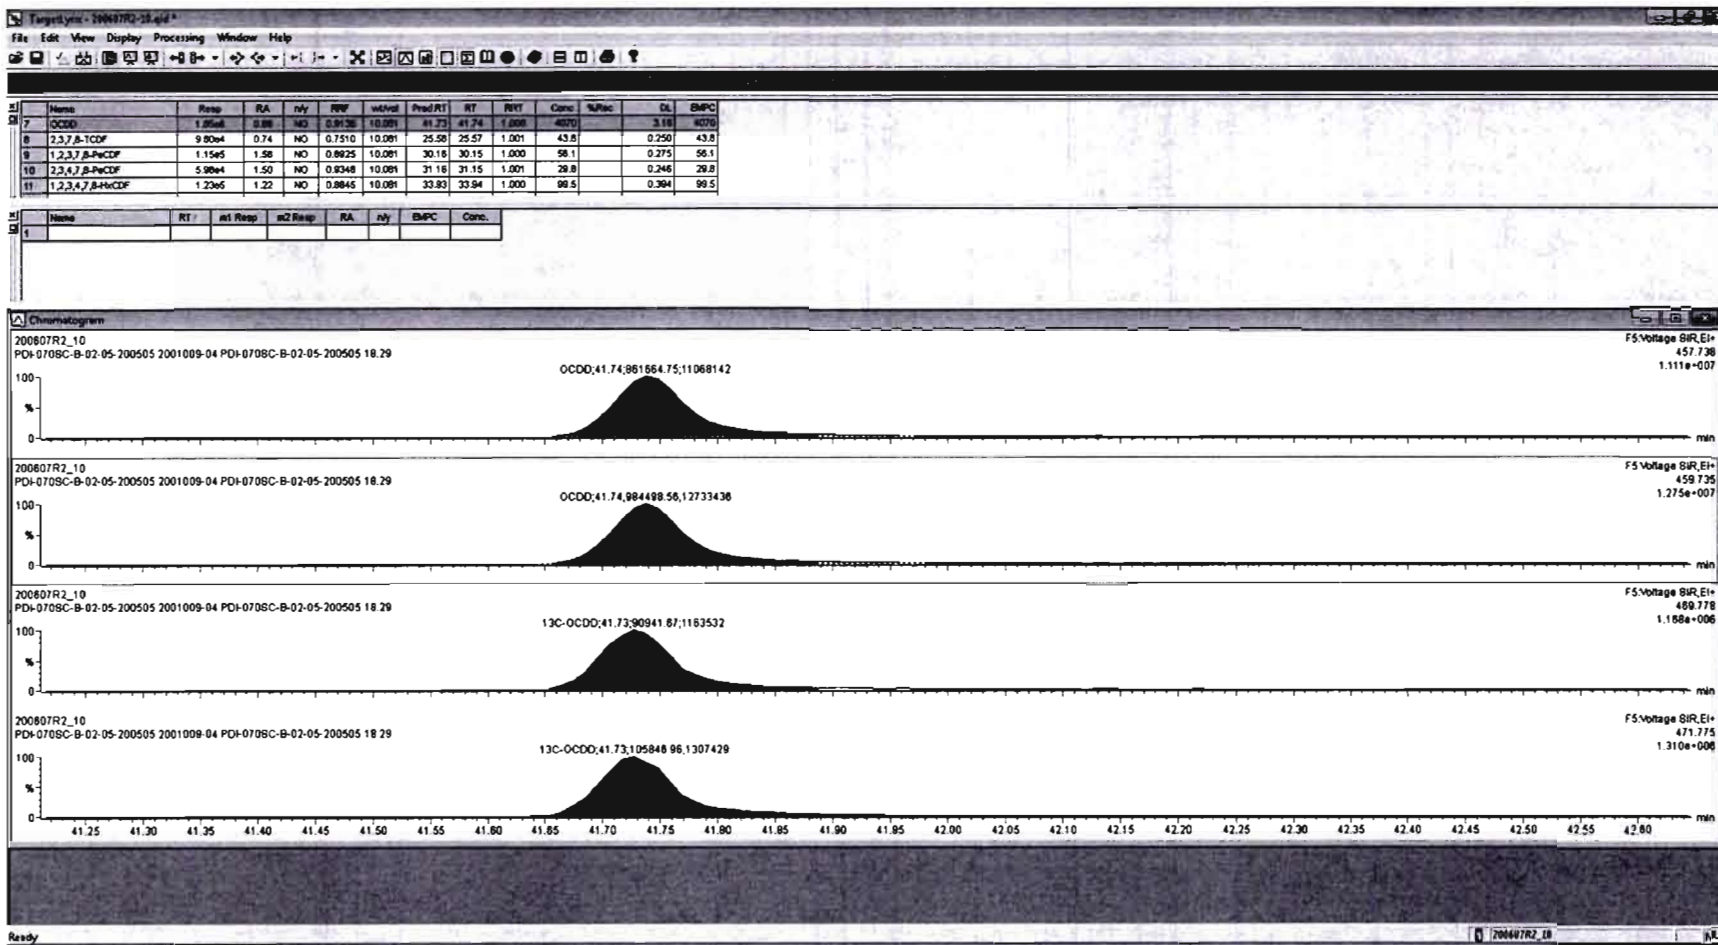 TargetLynx - 200607R2-10.qld *
File Edit View Display Processing Window Help
Name Resp RA n/y RRF wt/vol Pred.RT RT RRT Conc. %Rec DL EMPC
7 OCDD 41.73 41.74 4070 3.16 4070
8 2,3,7,8-TCDF 9.80e4 0.74 NO 0.7510 10.081 25.58 25.57 1.001 43.8 0.250 43.8
9 1,2,3,7,8-PeCDF 1.15e5 1.58 NO 0.8925 10.081 30.16 30.15 1.000 56.1 0.275 56.1
10 2,3,4,7,8-PeCDF 5.98e4 1.50 NO 0.9348 10.081 31.16 31.15 1.001 29.8 0.246 29.8
11 1,2,3,4,7,8-HxCDF 1.23e5 1.22 NO 0.8845 10.081 33.93 33.94 1.000 99.5 0.394 99.5
Name RT / m1 Resp m2 Resp RA n/y EMPC Conc.
1
Chromatogram
200607R2_10 F5:Voltage SIR,EI+
PDI-070SC-B-02-05-200505 2001009-04 PDI-070SC-B-02-05-200505 18.29 457.738
1.111e+007
OCDD;41.74;861664.75;11068142
100
%
0
min
200607R2_10 F5:Voltage SIR,EI+
PDI-070SC-B-02-05-200505 2001009-04 PDI-070SC-B-02-05-200505 18.29 459.735
1.275e+007
OCDD;41.74;984498.56;12733436
100
%
0
min
200607R2_10 F5:Voltage SIR,EI+
PDI-070SC-B-02-05-200505 2001009-04 PDI-070SC-B-02-05-200505 18.29 469.778
1.168e+006
13C-OCDD;41.73;90941.67;1163532
100
%
0
min
200607R2_10 F5:Voltage SIR,EI+
PDI-070SC-B-02-05-200505 2001009-04 PDI-070SC-B-02-05-200505 18.29 471.775
1.310e+006
13C-OCDD;41.73;105846.96;1307429
100
%
0
min
41.25 41.30 41.35 41.40 41.45 41.50 41.55 41.60 41.65 41.70 41.75 41.80 41.85 41.90 41.95 42.00 42.05 42.10 42.15 42.20 42.25 42.30 42.35 42.40 42.45 42.50 42.55 42.60
Ready 200607R2_10